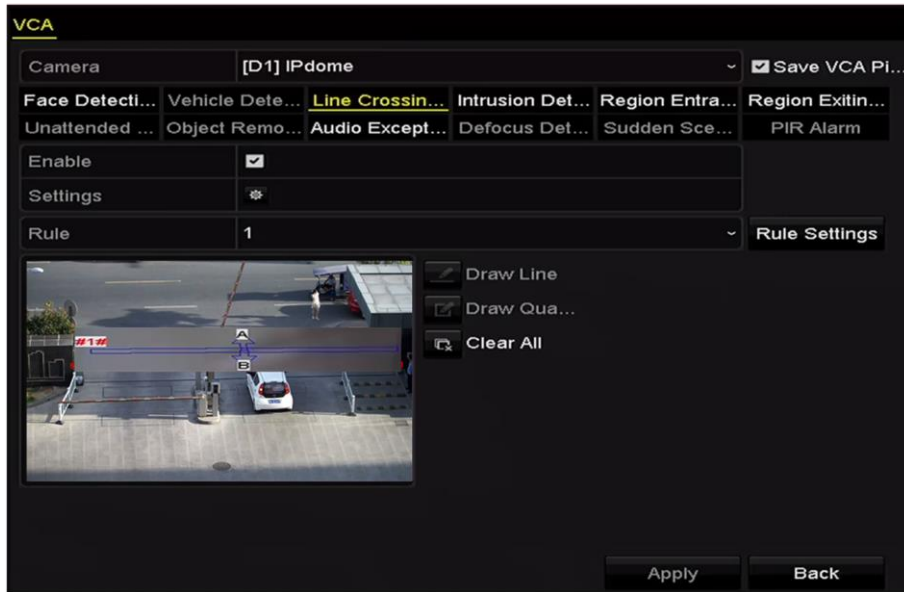 VCA
Camera [D1] IPdome Save VCA Pi...
Face Detecti... Vehicle Dete... Line Crossin... Intrusion Det... Region Entra... Region Exitin...
Unattended ... Object Remo... Audio Except... Defocus Det... Sudden Sce... PIR Alarm
Enable
Settings
Rule 1 Rule Settings
Draw Line
Draw Qua...
#1# A Clear All
B
Apply Back